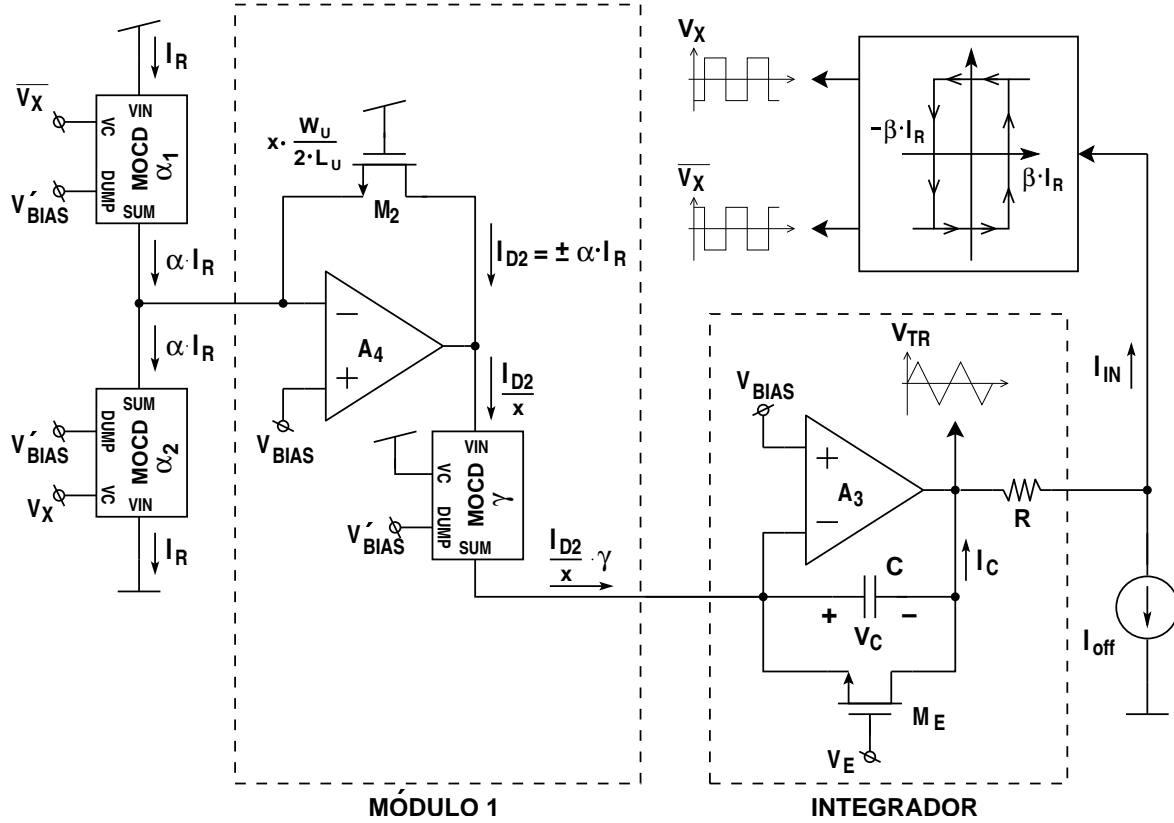 I_R
V̅_X̅
VIN
VC
MOCD
α₁
DUMP
V´_BIAS
SUM
α·I_R
α·I_R
SUM
V´_BIAS
DUMP
MOCD
α₂
V_X
VC
VIN
I_R
x· W_U / 2·L_U
M₂
I_D2 = ± α·I_R
−
A₄
+
V_BIAS
I_D2 / x
VIN
VC
MOCD
γ
DUMP
V´_BIAS
SUM
I_D2 / x ·γ
MÓDULO 1
V_X
V̅_X̅
−β·I_R
β·I_R
V_TR
I_IN
V_BIAS
+
A₃
−
R
C
I_C
+ V_C −
I_off
M_E
V_E
INTEGRADOR